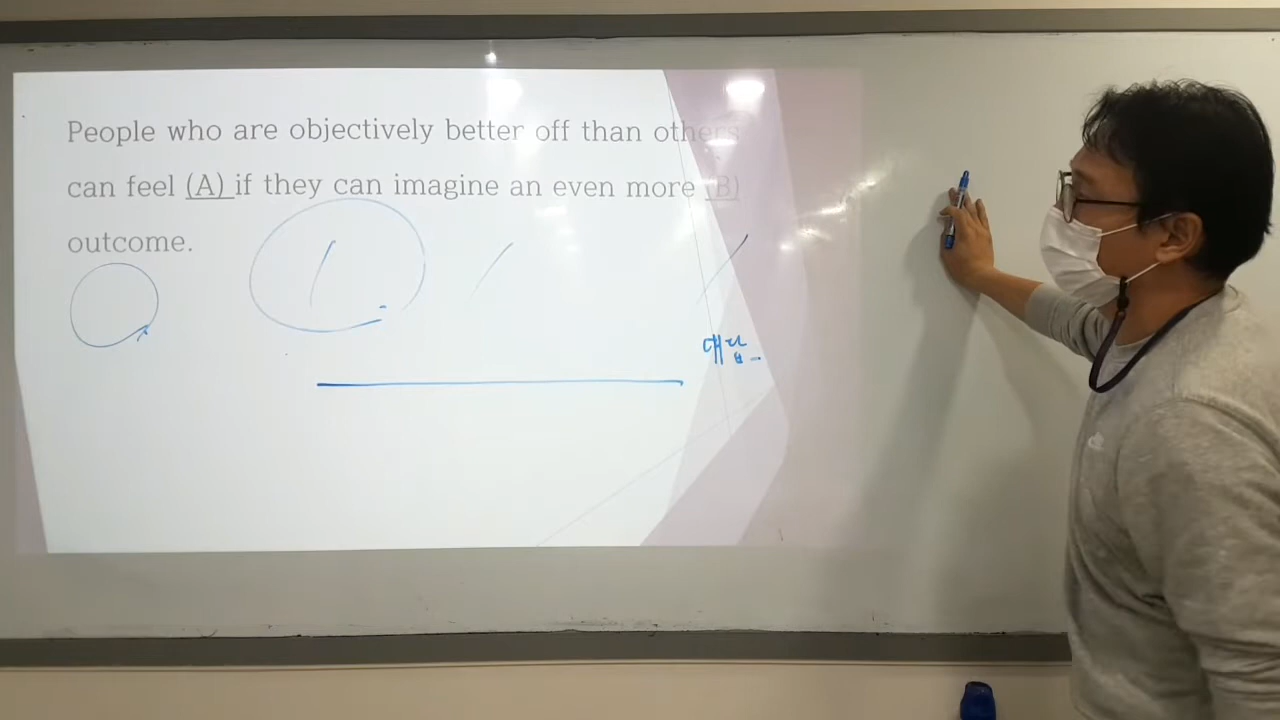 People who are objectively better off than others
can feel (A) if they can imagine an even more (B)
outcome.